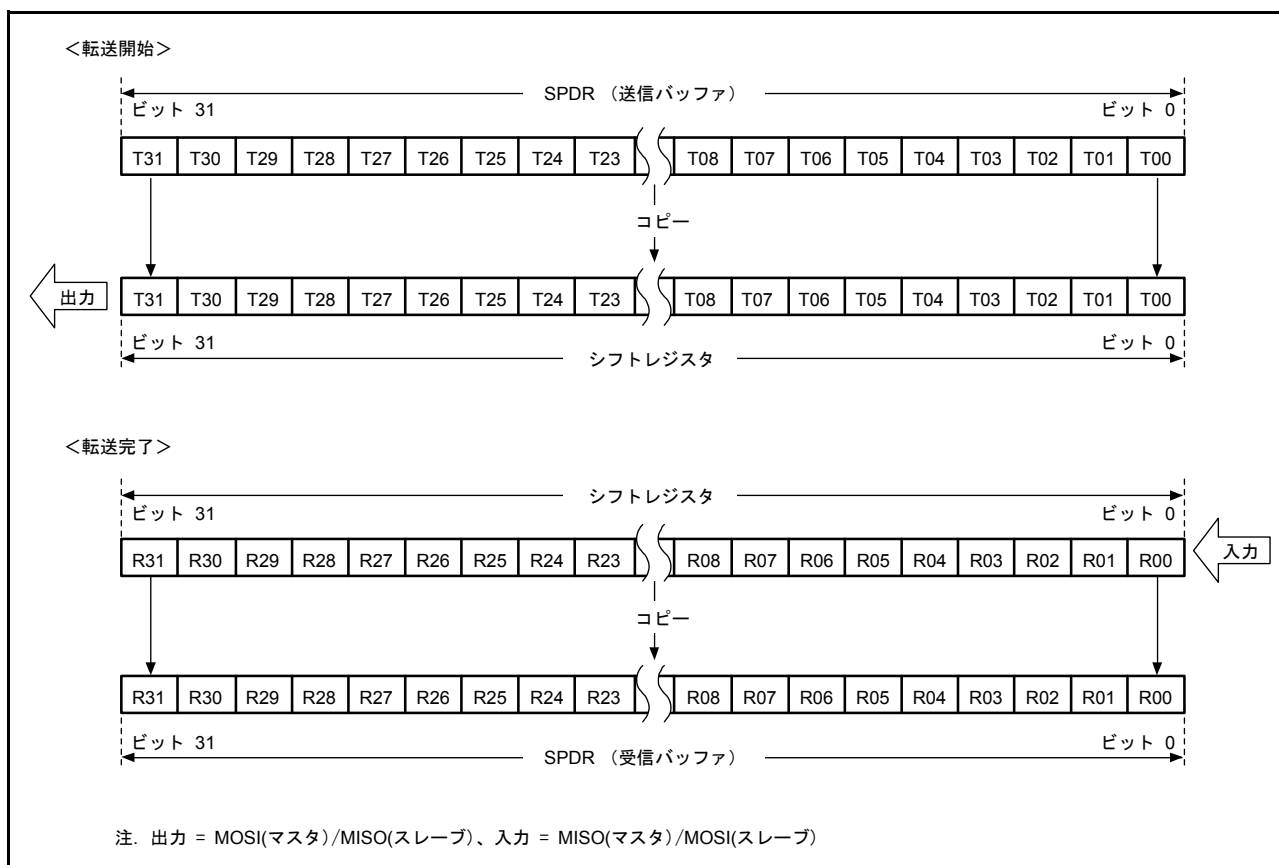 ＜転送開始＞
SPDR （送信バッファ）
ビット 31 ビット 0
T31 T30 T29 T28 T27 T26 T25 T24 T23 T08 T07 T06 T05 T04 T03 T02 T01 T00
コピー
出力 T31 T30 T29 T28 T27 T26 T25 T24 T23 T08 T07 T06 T05 T04 T03 T02 T01 T00
ビット 31 ビット 0
シフトレジスタ
＜転送完了＞
シフトレジスタ
ビット 31 ビット 0
R31 R30 R29 R28 R27 R26 R25 R24 R23 R08 R07 R06 R05 R04 R03 R02 R01 R00 入力
コピー
R31 R30 R29 R28 R27 R26 R25 R24 R23 R08 R07 R06 R05 R04 R03 R02 R01 R00
ビット 31 ビット 0
SPDR （受信バッファ）
注. 出力 = MOSI(マスタ)/MISO(スレーブ)、入力 = MISO(マスタ)/MOSI(スレーブ)